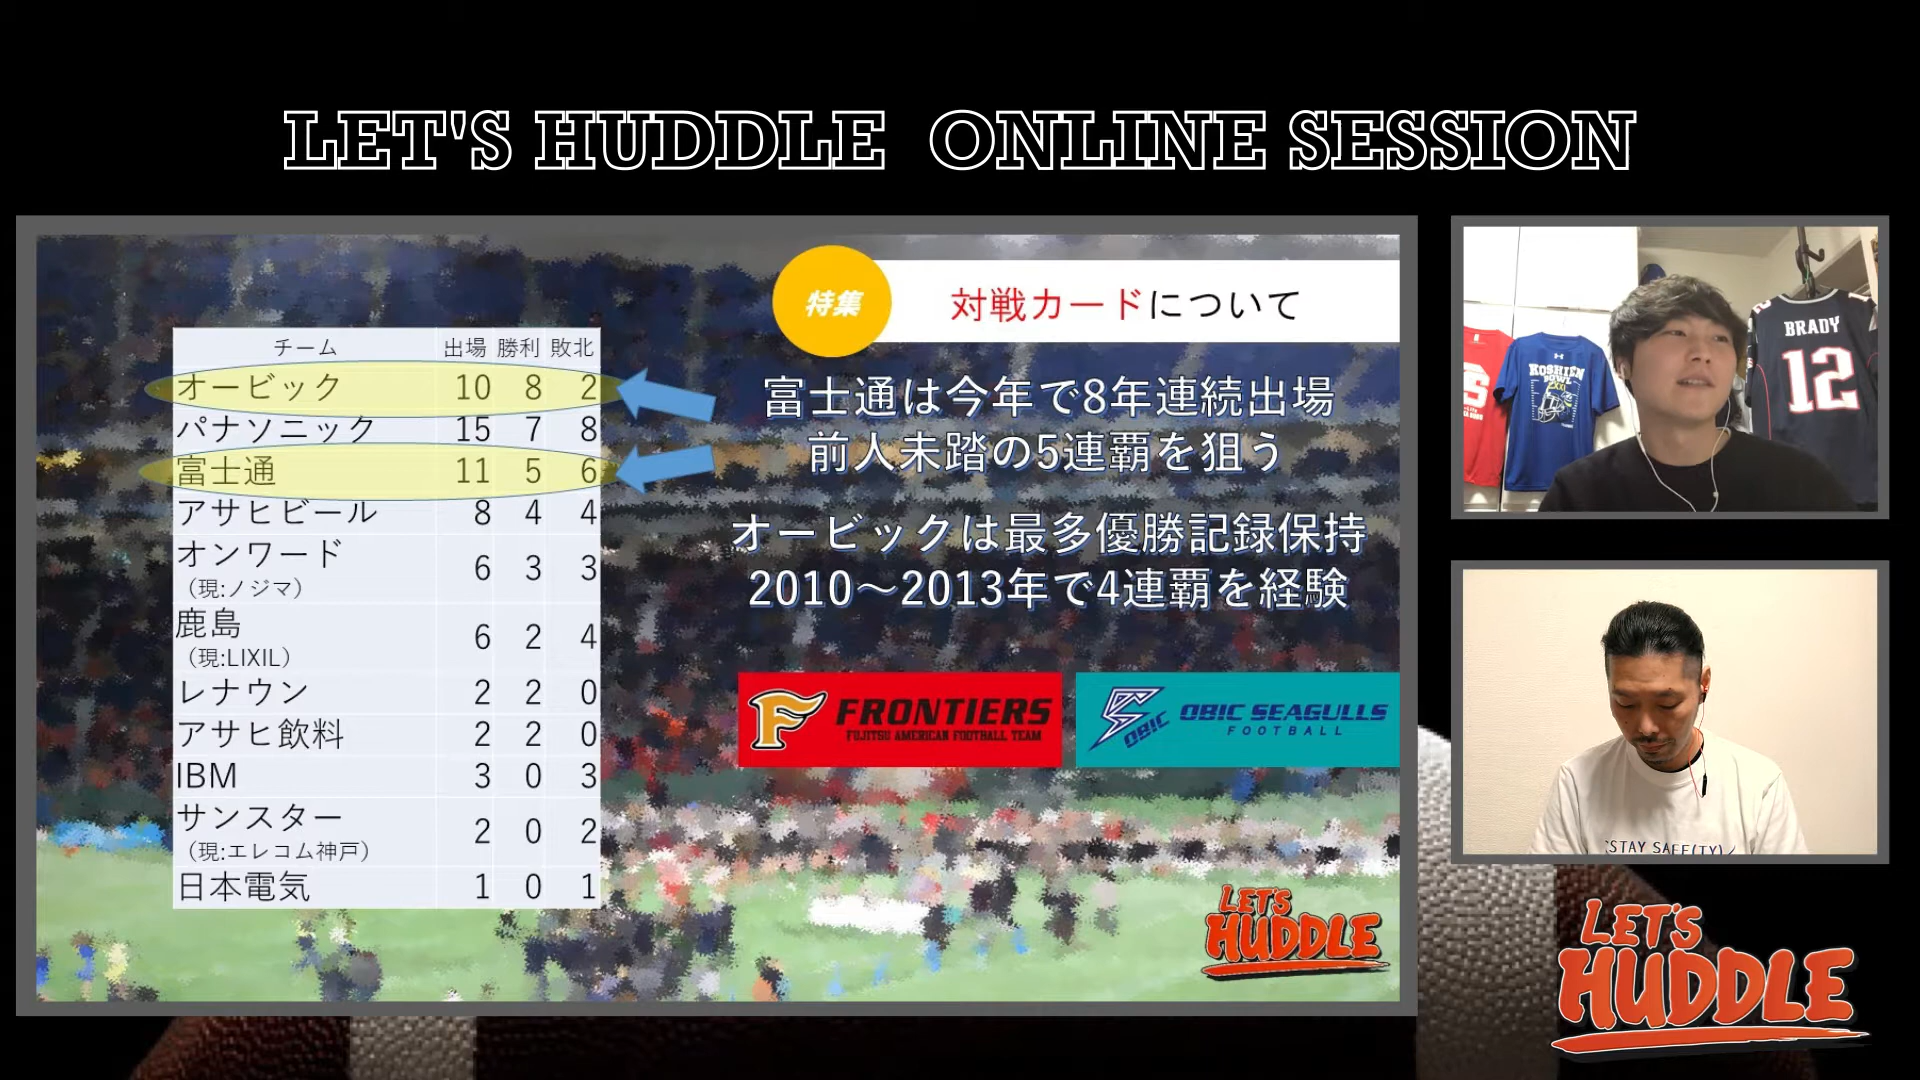 LET'S HUDDLE ONLINE SESSION
特集
対戦カードについて
チーム 出場 勝利 敗北
オービック 10 8 2
パナソニック 15 7 8
富士通 11 5 6
アサヒビール 8 4 4
オンワード
（現:ノジマ） 6 3 3
鹿島
（現:LIXIL） 6 2 4
レナウン 2 2 0
アサヒ飲料 2 2 0
IBM 3 0 3
サンスター
（現:エレコム神戸） 2 0 2
日本電気 1 0 1
富士通は今年で8年連続出場
前人未踏の5連覇を狙う
オービックは最多優勝記録保持
2010～2013年で4連覇を経験
F FRONTIERS
FUJITSU AMERICAN FOOTBALL TEAM
OBIC
OBIC SEAGULLS
FOOTBALL
LET'S
HUDDLE
BRADY
12
KOSHIEN
BOWL
STAY SAFE(TY)
LET'S
HUDDLE